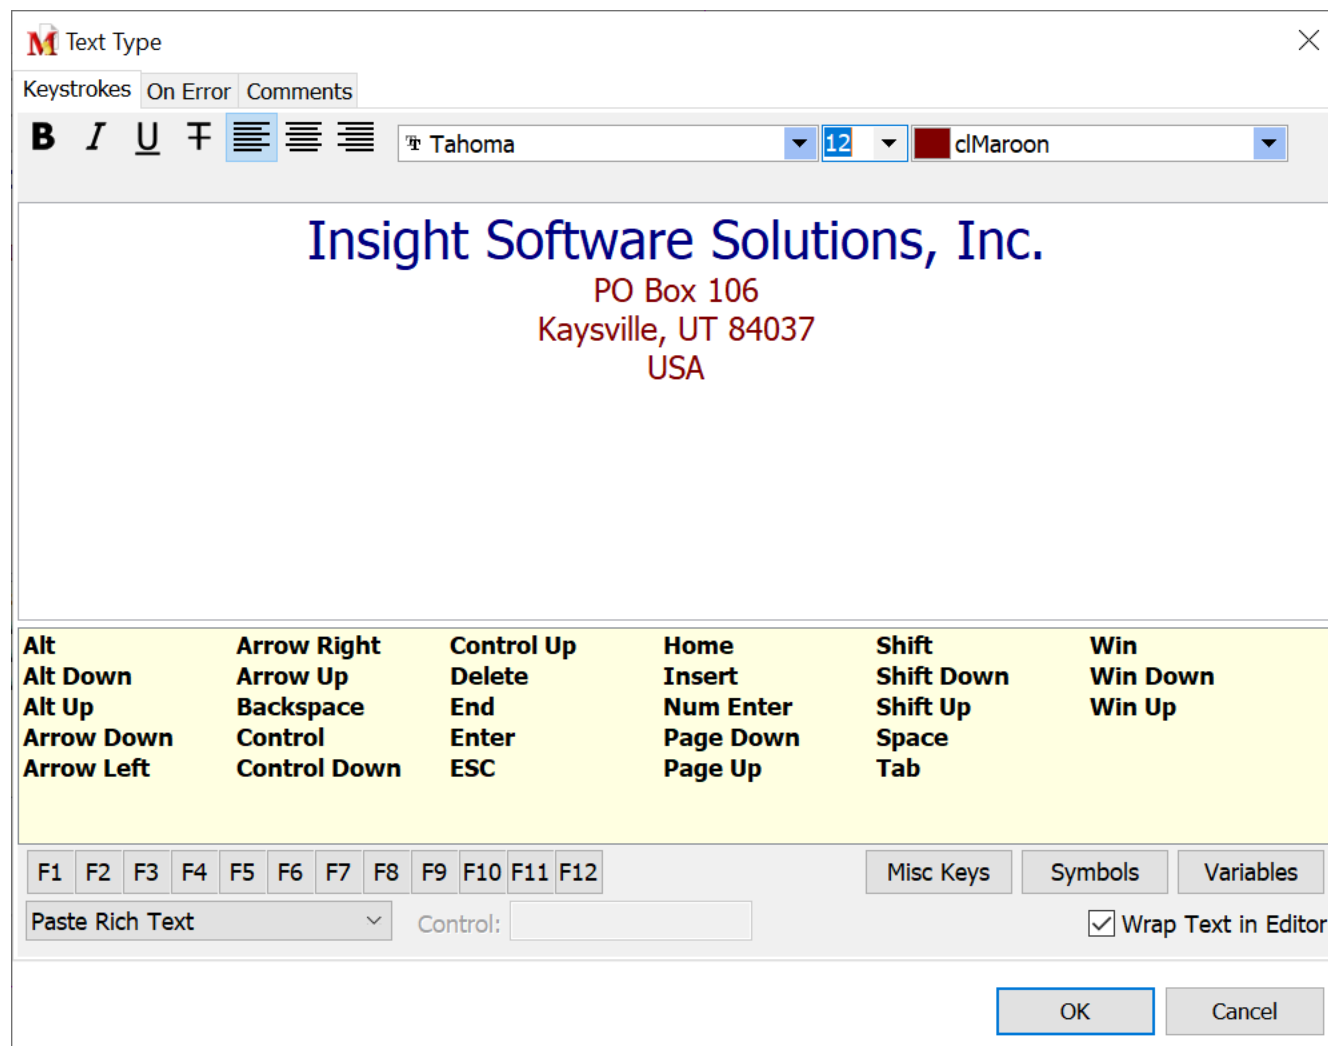 Text Type
Keystrokes On Error Comments
B I U T Tahoma 12 clMaroon
Insight Software Solutions, Inc.
PO Box 106
Kaysville, UT 84037
USA
Alt Arrow Right Control Up Home Shift Win
Alt Down Arrow Up Delete Insert Shift Down Win Down
Alt Up Backspace End Num Enter Shift Up Win Up
Arrow Down Control Enter Page Down Space
Arrow Left Control Down ESC Page Up Tab
F1 F2 F3 F4 F5 F6 F7 F8 F9 F10 F11 F12 Misc Keys Symbols Variables
Paste Rich Text Control: Wrap Text in Editor
OK Cancel